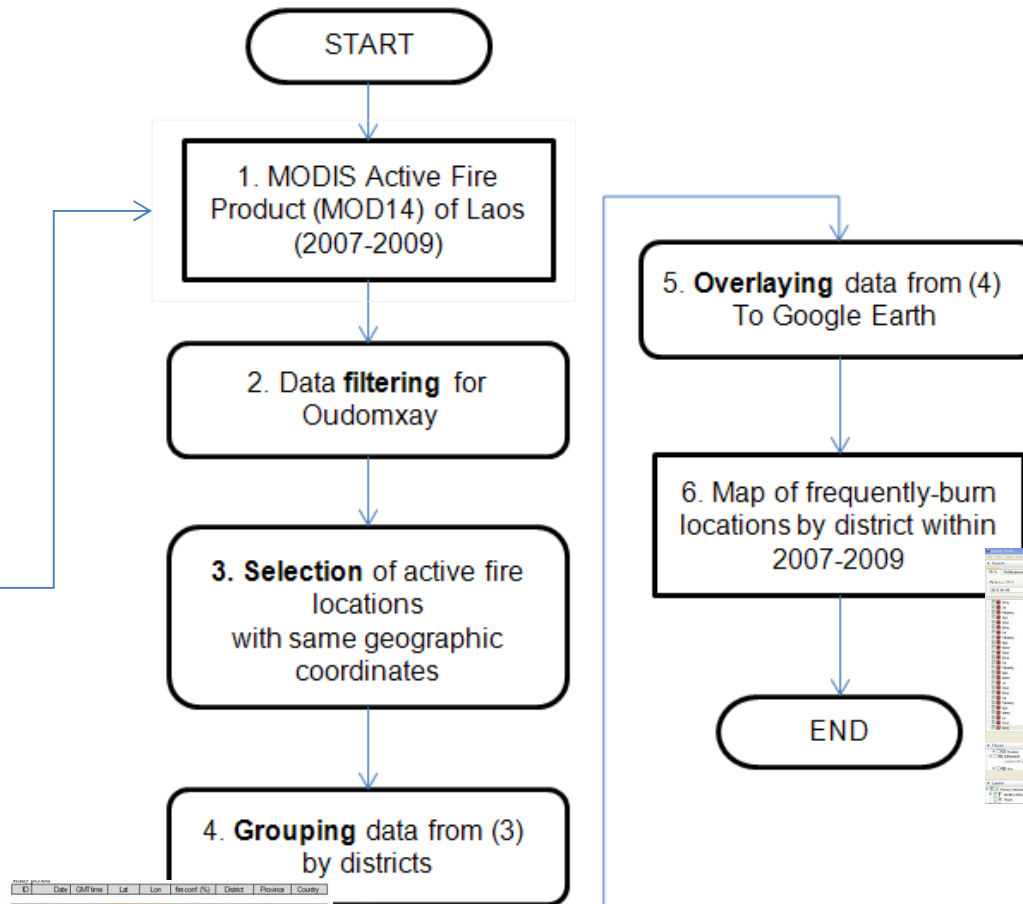 START
1. MODIS Active Fire
Product (MOD14) of Laos
(2007-2009)
2. Data filtering for
Oudomxay
3. Selection of active fire
locations
with same geographic
coordinates
4. Grouping data from (3)
by districts
ID Date GMT time Lat Lon fire conf. (%) District Province Country
5. Overlaying data from (4)
To Google Earth
6. Map of frequently-burn
locations by district within
2007-2009
END